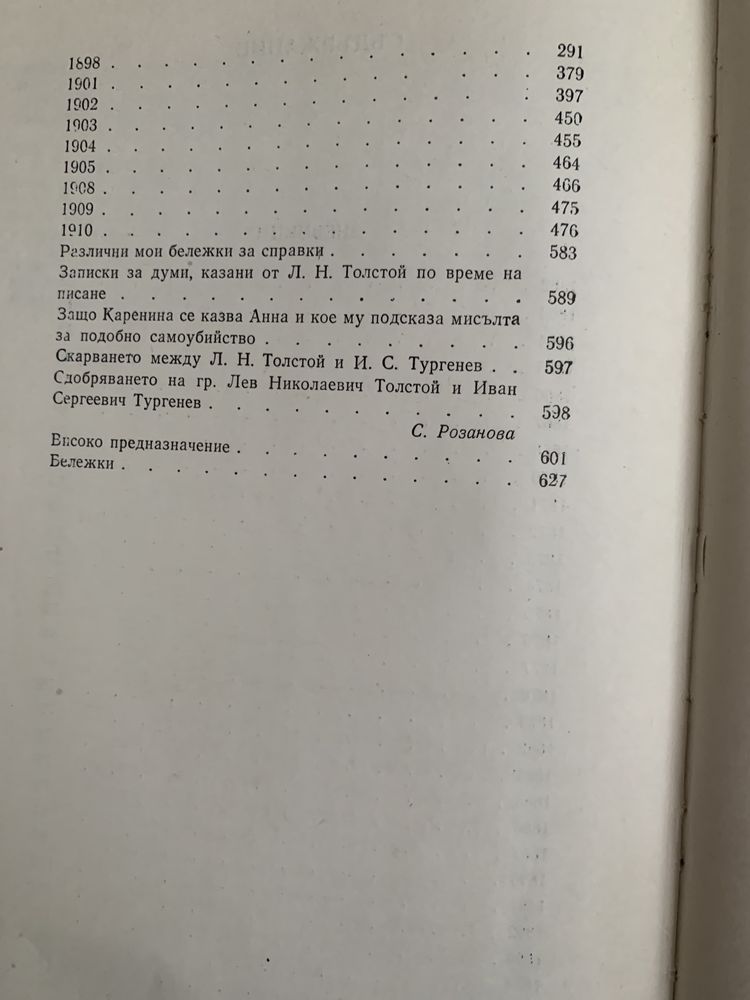 1898 . . . . . . . . . . . . . . . . 291
1901 . . . . . . . . . . . . . . . 379
1902 . . . . . . . . . . . . . . . 397
1903 . . . . . . . . . . . . . . . . 450
1904 . . . . . . . . . . . . . . . . 455
1905 . . . . . . . . . . . . . . . . 464
1908 . . . . . . . . . . . . . . . . 466
1909 . . . . . . . . . . . . . . . . 475
1910 . . . . . . . . . . . . . . . . 476
Различни мои бележки за справки . . . . . . . 583
Записки за думи, казани от Л. Н. Толстой по време на
писане . . . . . . . . . . . . . . . 589
Защо Каренина се казва Анна и кое му подсказа мисълта
за подобно самоубийство . . . . . . . . . 596
Скарването между Л. Н. Толстой и И. С. Тургенев . . 597
Сдобряването на гр. Лев Николаевич Толстой и Иван
Сергеевич Тургенев . . . . . . . . . . . 598
С. Розанова
Високо предназначение . . . . . . . . . . 601
Бележки . . . . . . . . . . . . . . 627